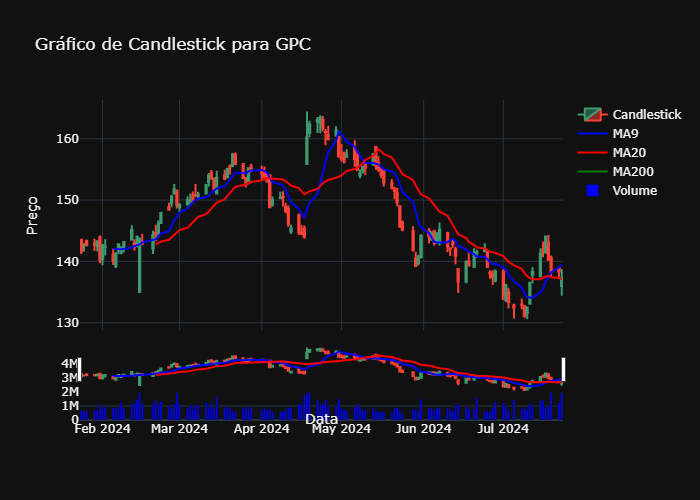 Gráfico de Candlestick para GPC
Preço
160
150
140
130
Candlestick
MA9
MA20
MA200
Volume
4M
3M
2M
1M
0
Feb 2024
Mar 2024
Apr 2024
May 2024
Jun 2024
Jul 2024
Data